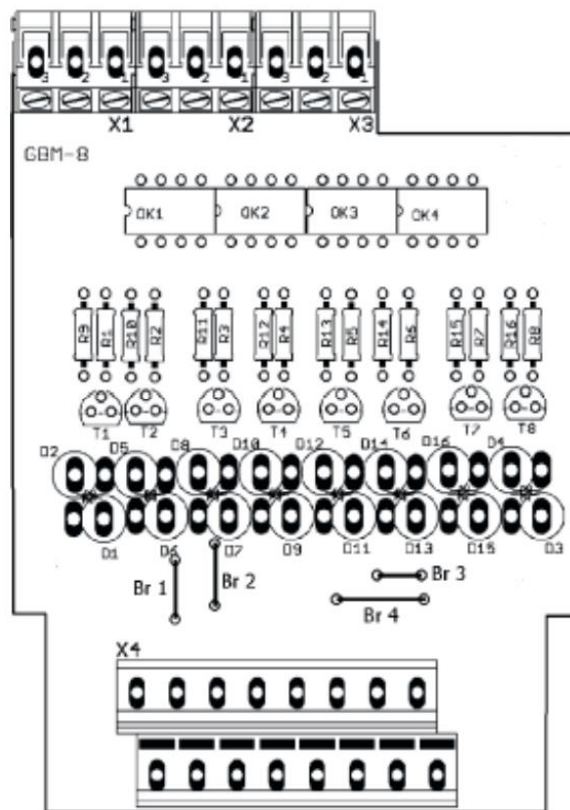 3 2 1 3 2 1 3 2 1
X1 X2 X3
GBM-8
OK1 OK2 OK3 OK4
R9 R1 R10 R2 R11 R3 R12 R4 R13 R5 R14 R6 R15 R7 R16 R8
T1 T2 T3 T4 T5 T6 T7 T8
D2 D5 D8 D10 D12 D14 D16 D4
D1 D6 D7 D9 D11 D13 D15 D3
Br 1 Br 2 Br 3
Br 4
X4